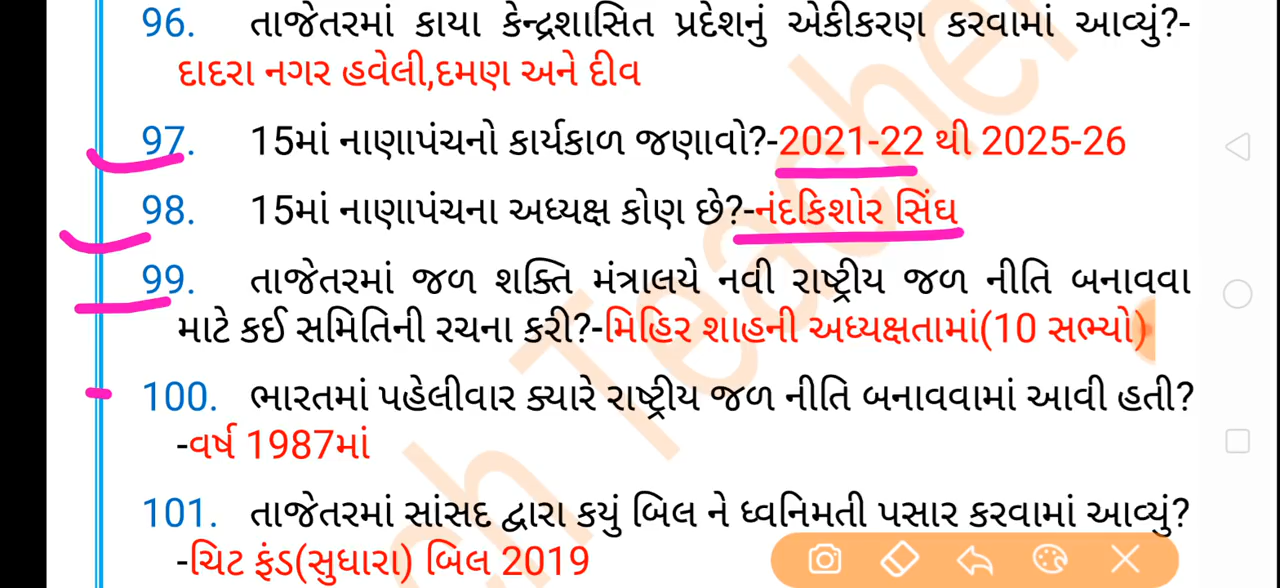 96. તાજેતરમાં કાયા કેન્દ્રશાસિત પ્રદેશનું એકીકરણ કરવામાં આવ્યું?-
દાદરા નગર હવેલી,દમણ અને દીવ
97. 15માં નાણાપંચનો કાર્યકાળ જણાવો?-2021-22 થી 2025-26
98. 15માં નાણાપંચના અધ્યક્ષ કોણ છે?-નંદકિશોર સિંઘ
99. તાજેતરમાં જળ શક્તિ મંત્રાલયે નવી રાષ્ટ્રીય જળ નીતિ બનાવવા
માટે કઈ સમિતિની રચના કરી?-મિહિર શાહની અધ્યક્ષતામાં(10 સભ્યો)
100. ભારતમાં પહેલીવાર ક્યારે રાષ્ટ્રીય જળ નીતિ બનાવવામાં આવી હતી?
-વર્ષ 1987માં
101. તાજેતરમાં સાંસદ દ્વારા કયું બિલ ને ધ્વનિમતી પસાર કરવામાં આવ્યું?
-ચિટ ફંડ(સુધારા) બિલ 2019